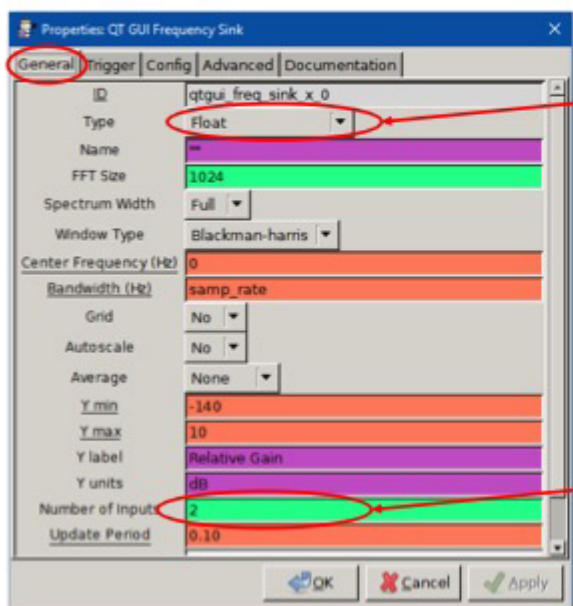 Properties: QT GUI Frequency Sink
General Trigger Config Advanced Documentation
ID qtgui_freq_sink_x_0
Type Float
Name ""
FFT Size 1024
Spectrum Width Full
Window Type Blackman-harris
Center Frequency (Hz) 0
Bandwidth (Hz) samp_rate
Grid No
Autoscale No
Average None
Y min -140
Y max 10
Y label Relative Gain
Y units dB
Number of Inputs 2
Update Period 0.10
OK Cancel Apply